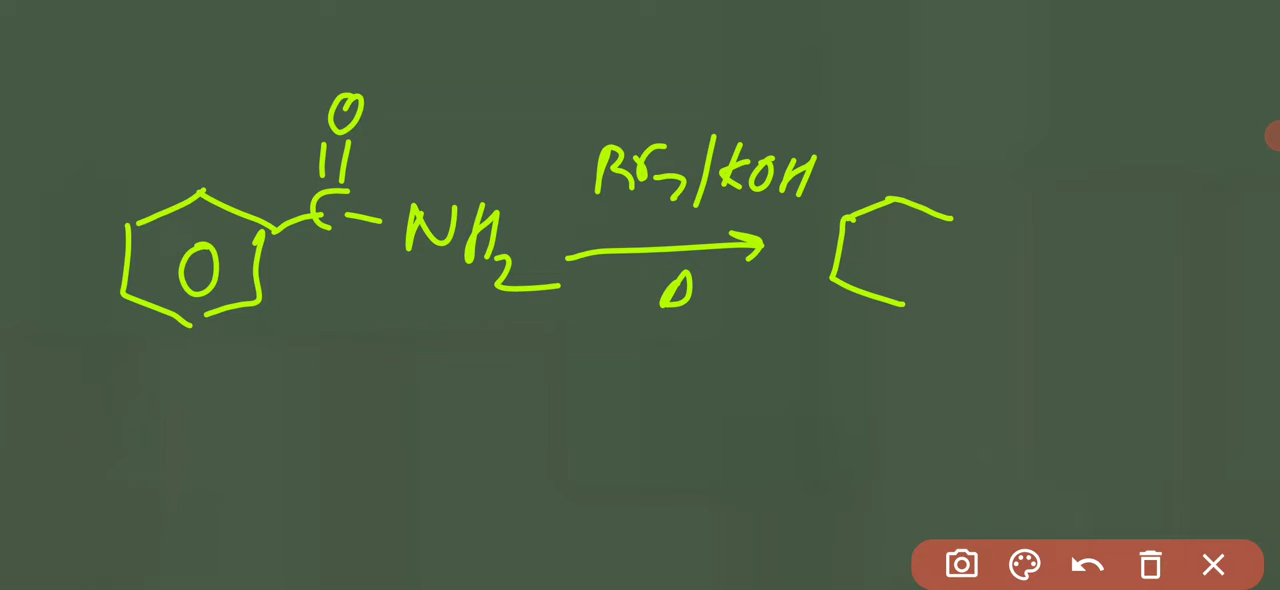 O
||
C - NH2
Br2/KOH
Δ